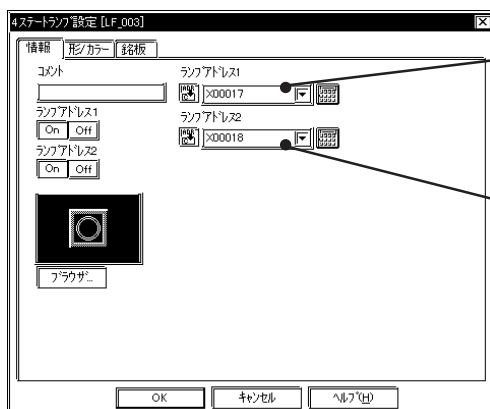 4ステートランプ設定 [LF_003]
情報 形/カラー 銘板
コメント ランプアドレス1
X00017
ランプアドレス1
On Off
ランプアドレス2
X00018
ランプアドレス2
On Off
ブラウザ...
OK キャンセル ヘルプ(H)